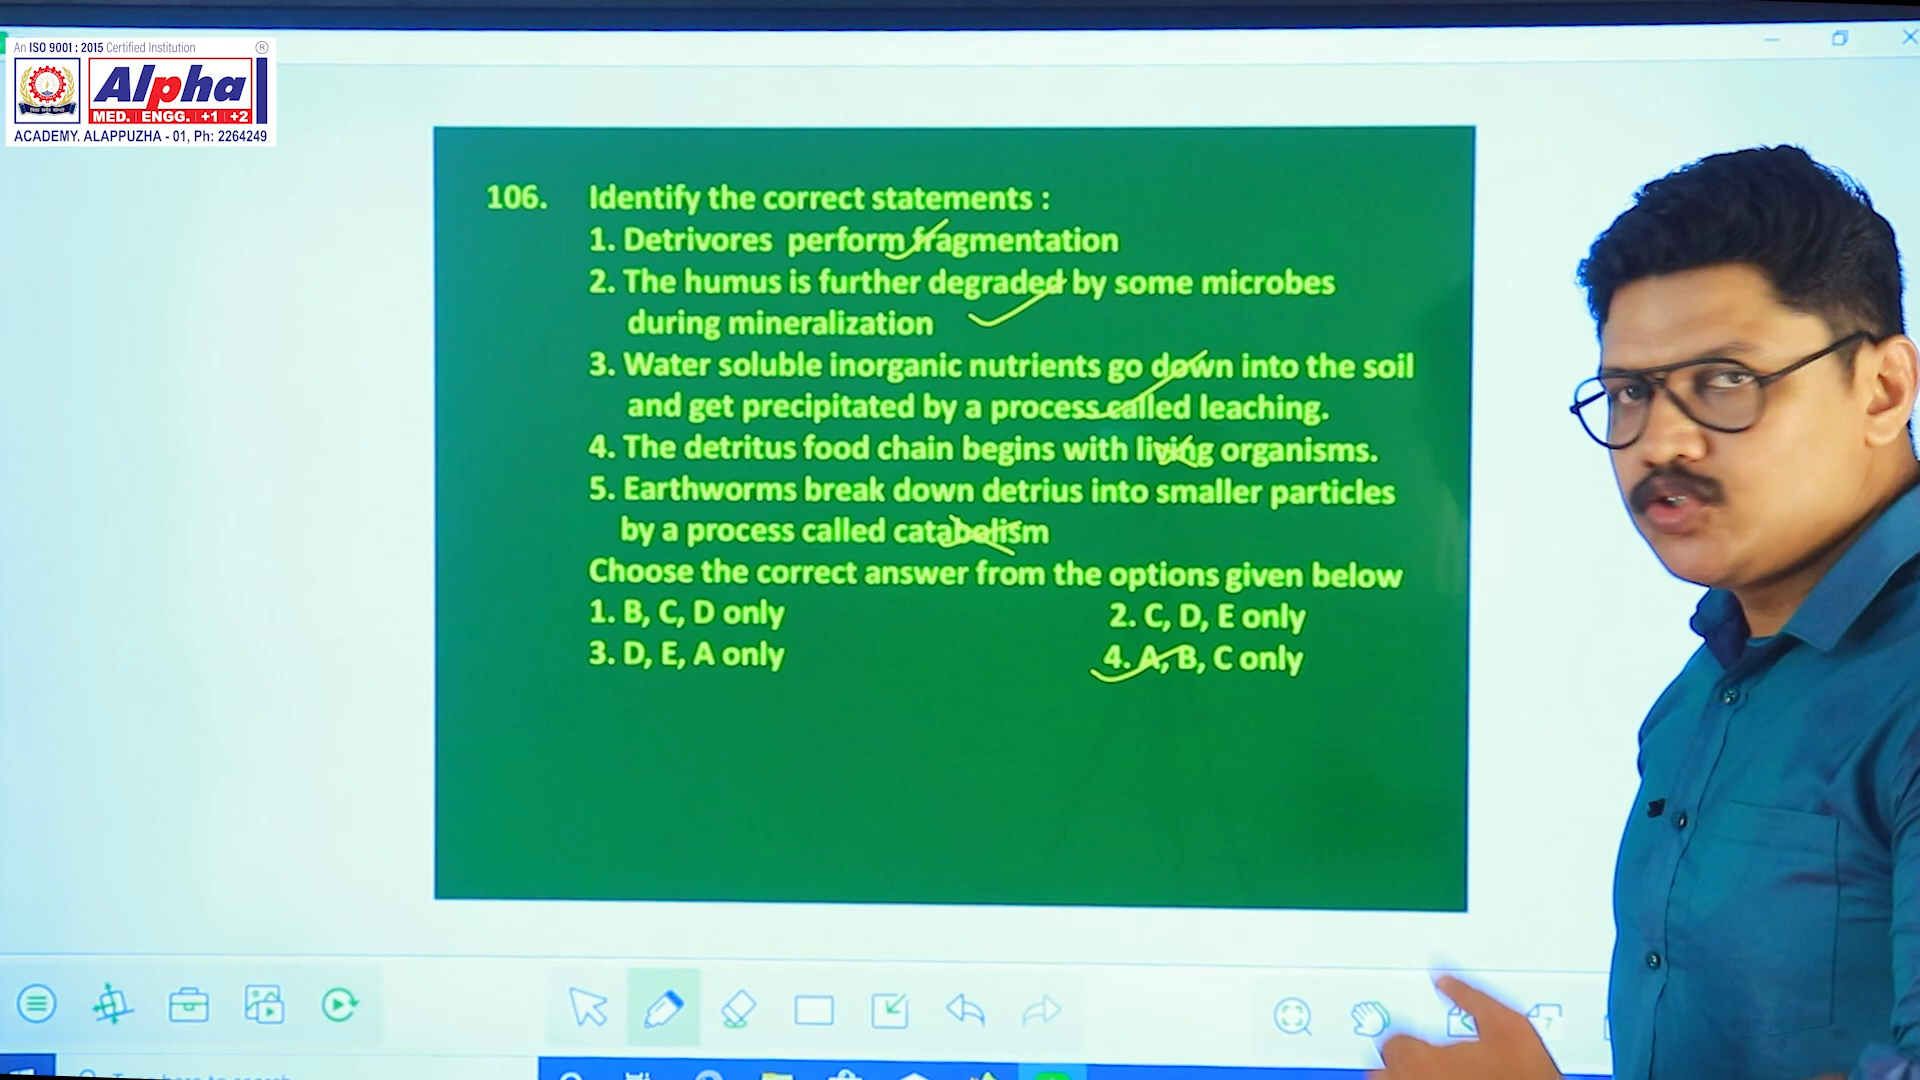 An ISO 9001 : 2015 Certified Institution ®
Alpha
MED. ENGG. +1 +2
ACADEMY. ALAPPUZHA - 01, Ph: 2264249
106. Identify the correct statements :
1. Detrivores perform fragmentation
2. The humus is further degraded by some microbes
during mineralization
3. Water soluble inorganic nutrients go down into the soil
and get precipitated by a process called leaching.
4. The detritus food chain begins with living organisms.
5. Earthworms break down detrius into smaller particles
by a process called catabolism
Choose the correct answer from the options given below
1. B, C, D only 2. C, D, E only
3. D, E, A only 4. A, B, C only
7